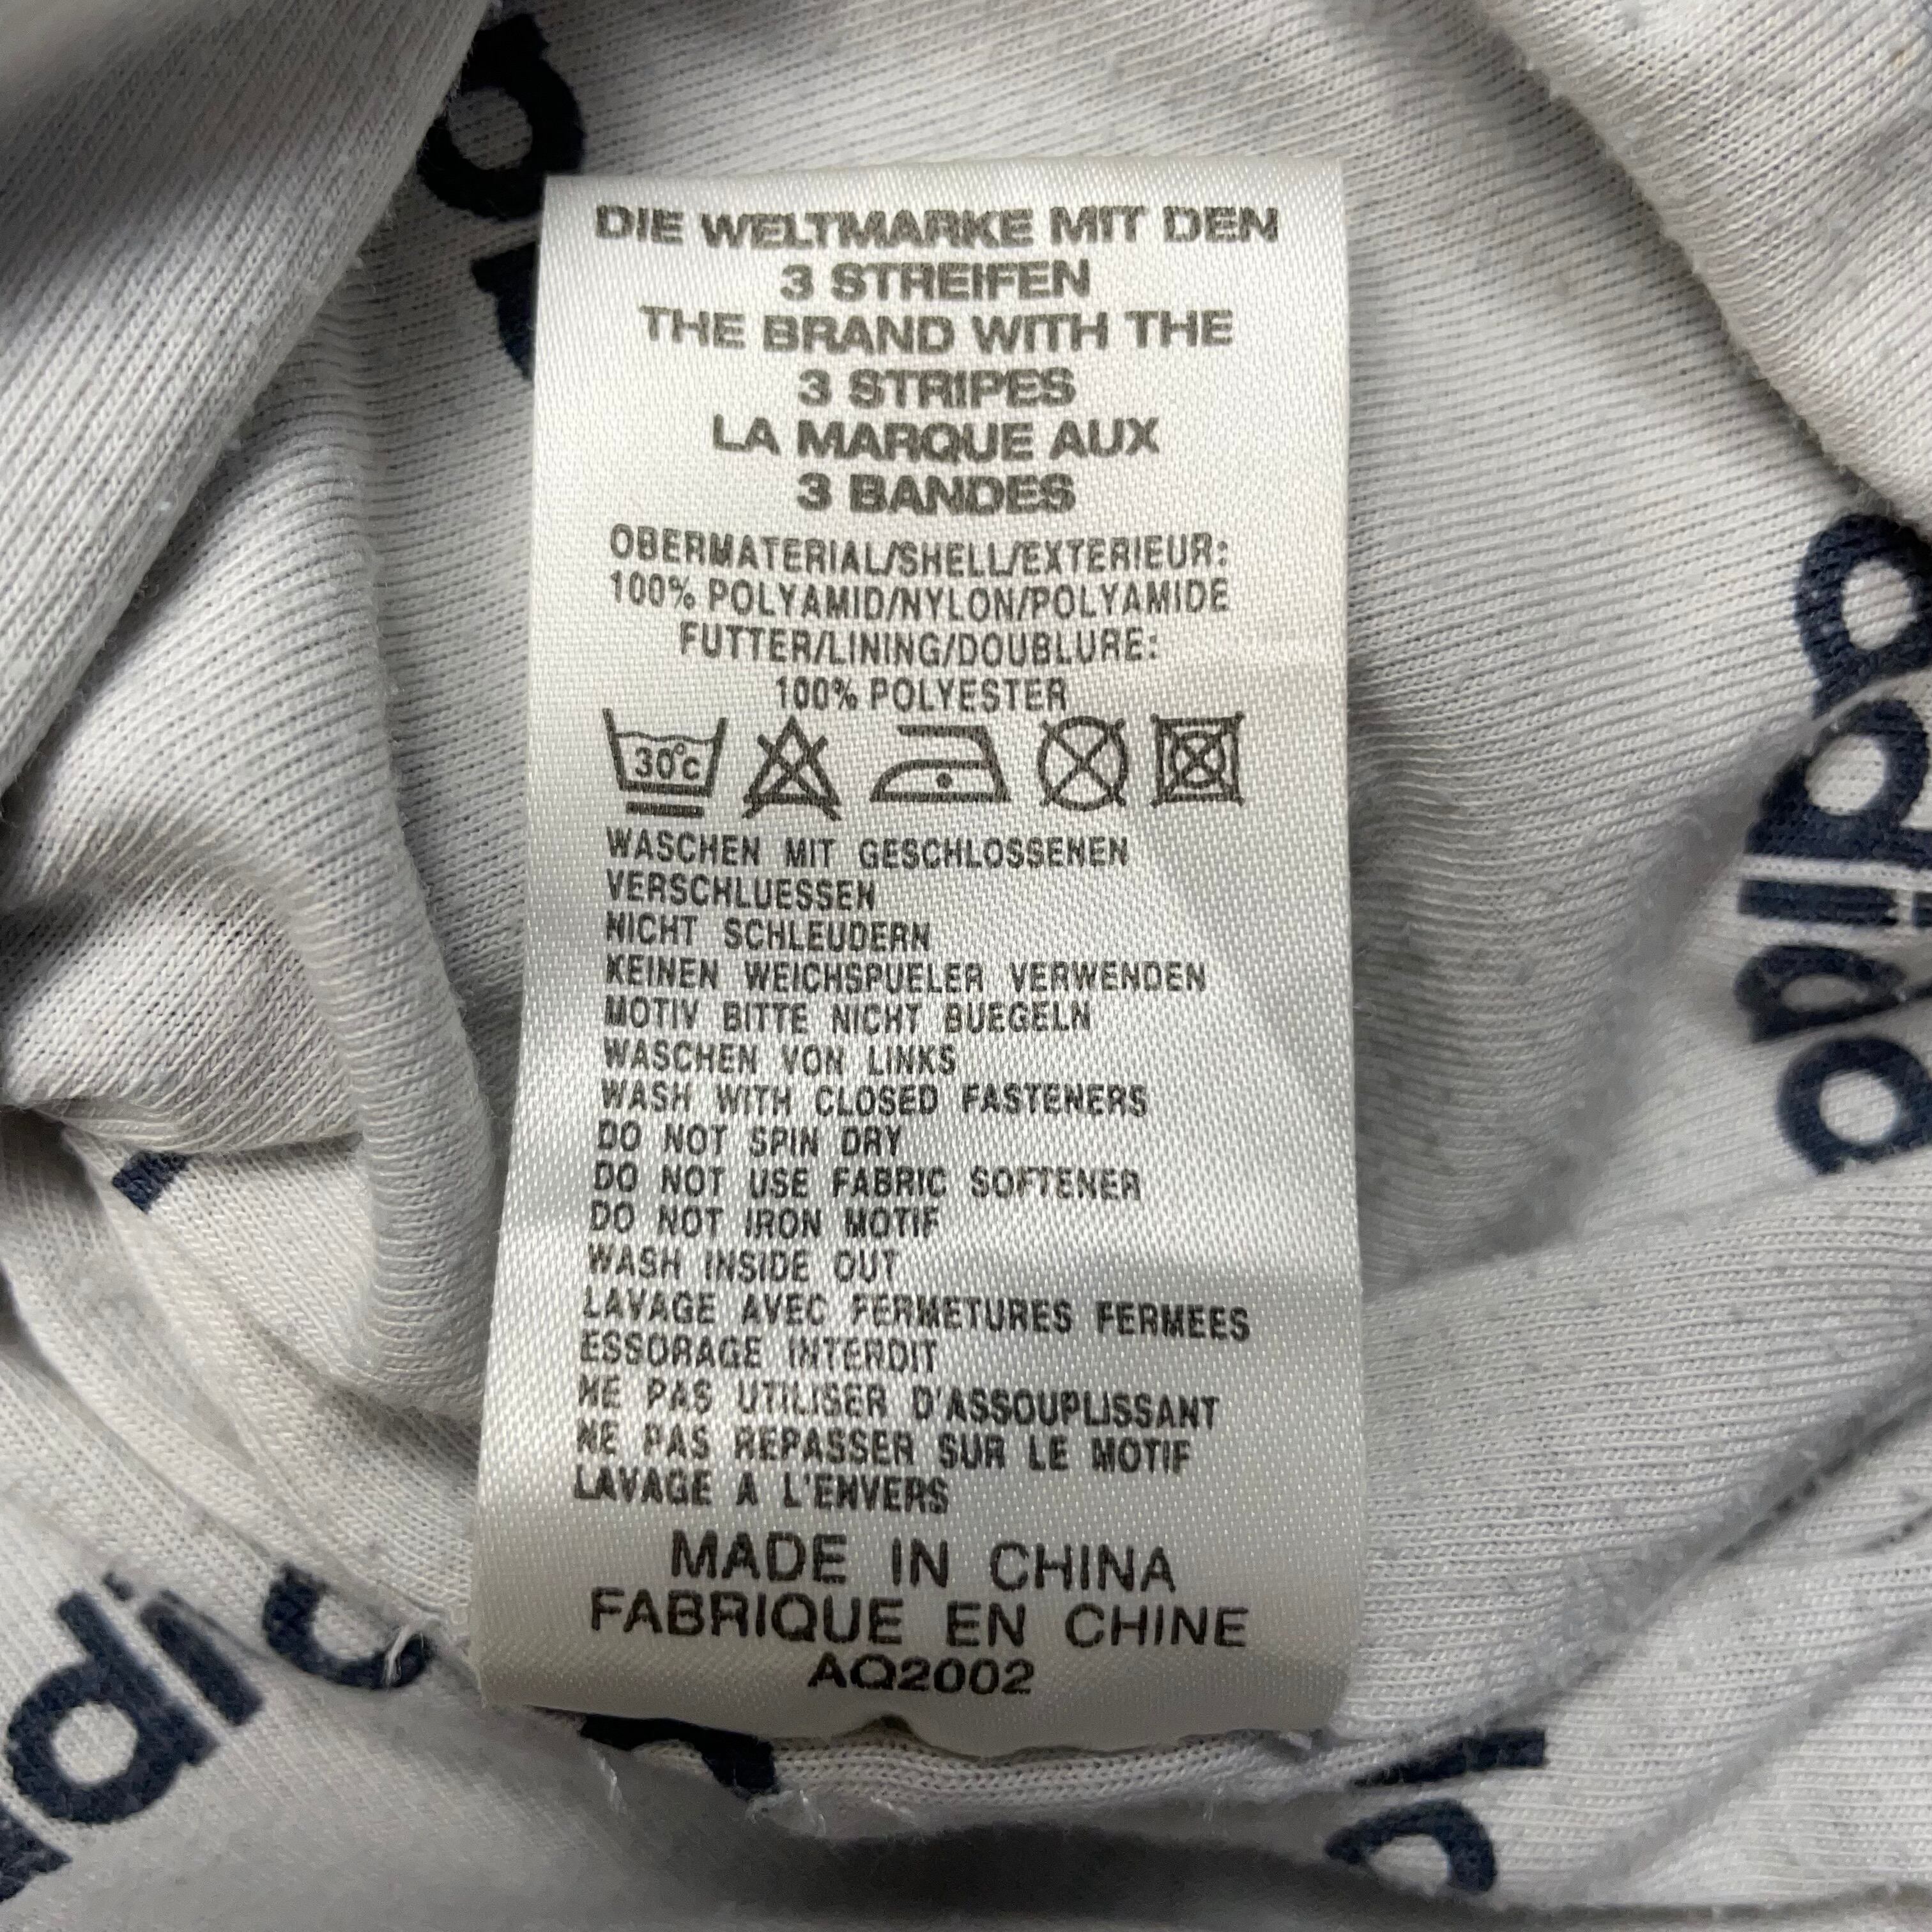 DIE WELTMARKE MIT DEN
3 STREIFEN
THE BRAND WITH THE
3 STRIPES
LA MARQUE AUX
3 BANDES
OBERMATERIAL/SHELL/EXTERIEUR:
100% POLYAMID/NYLON/POLYAMIDE
FUTTER/LINING/DOUBLURE:
100% POLYESTER
30°c
WASCHEN MIT GESCHLOSSENEN
VERSCHLUESSEN
NICHT SCHLEUDERN
KEINEN WEICHSPUELER VERWENDEN
MOTIV BITTE NICHT BUEGELN
WASCHEN VON LINKS
WASH WITH CLOSED FASTENERS
DO NOT SPIN DRY
DO NOT USE FABRIC SOFTENER
DO NOT IRON MOTIF
WASH INSIDE OUT
LAVAGE AVEC FERMETURES FERMEES
ESSORAGE INTERDIT
NE PAS UTILISER D'ASSOUPLISSANT
NE PAS REPASSER SUR LE MOTIF
LAVAGE A L'ENVERS
MADE IN CHINA
FABRIQUE EN CHINE
AQ2002